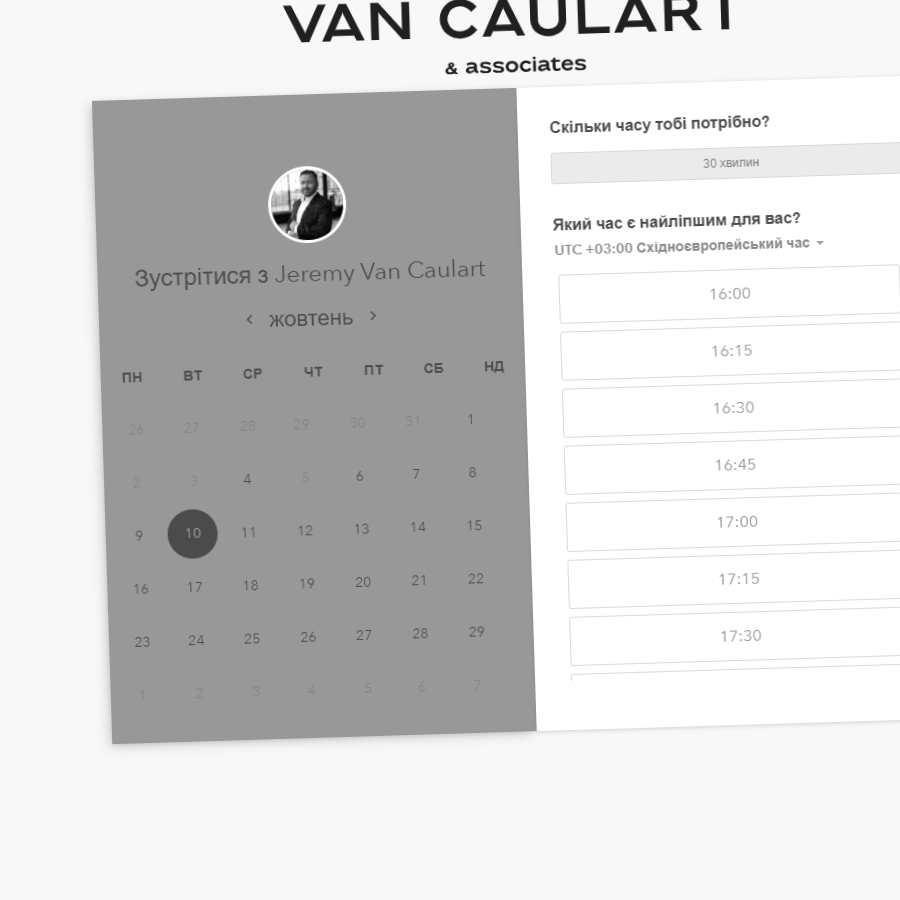 VAN CAULART
& associates
Зустрітися з Jeremy Van Caulart
жовтень
ПН ВТ СР ЧТ ПТ СБ НД
26 27 28 29 30 31 1
2 3 4 5 6 7 8
9 10 11 12 13 14 15
16 17 18 19 20 21 22
23 24 25 26 27 28 29
1 2 3 4 5 6 7
Скільки часу тобі потрібно?
30 хвилин
Який час є найліпшим для вас?
UTC +03:00 Східноєвропейський час
16:00
16:15
16:30
16:45
17:00
17:15
17:30